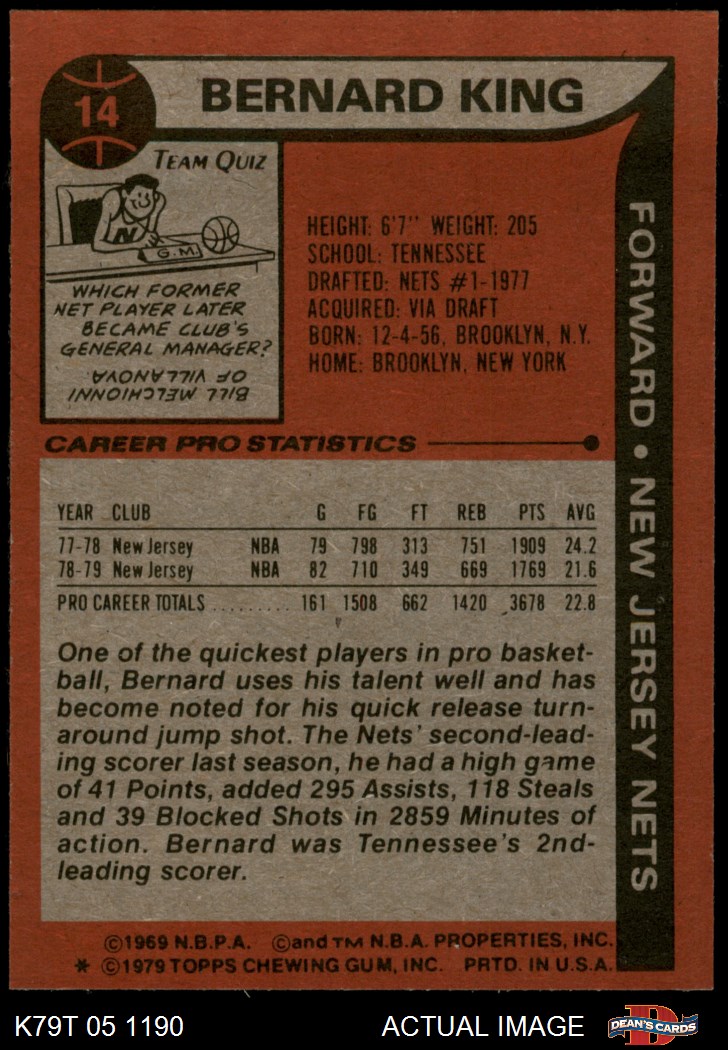 14
BERNARD KING
TEAM QUIZ
N
G.M.
WHICH FORMER
NET PLAYER LATER
BECAME CLUB'S
GENERAL MANAGER?
BILL MELCHIONNI
OF VILLANOVA
HEIGHT: 6'7" WEIGHT: 205
SCHOOL: TENNESSEE
DRAFTED: NETS #1-1977
ACQUIRED: VIA DRAFT
BORN: 12-4-56, BROOKLYN, N.Y.
HOME: BROOKLYN, NEW YORK
FORWARD • NEW JERSEY NETS
CAREER PRO STATISTICS
YEAR CLUB G FG FT REB PTS AVG
77-78 New Jersey NBA 79 798 313 751 1909 24.2
78-79 New Jersey NBA 82 710 349 669 1769 21.6
PRO CAREER TOTALS ......... 161 1508 662 1420 3678 22.8
One of the quickest players in pro basket-
ball, Bernard uses his talent well and has
become noted for his quick release turn-
around jump shot. The Nets' second-lead-
ing scorer last season, he had a high game
of 41 Points, added 295 Assists, 118 Steals
and 39 Blocked Shots in 2859 Minutes of
action. Bernard was Tennessee's 2nd-
leading scorer.
©1969 N.B.P.A. ©and TM N.B.A. PROPERTIES, INC.
* ©1979 TOPPS CHEWING GUM, INC. PRTD. IN U.S.A.
K79T 05 1190
ACTUAL IMAGE
DEAN'S CARDS